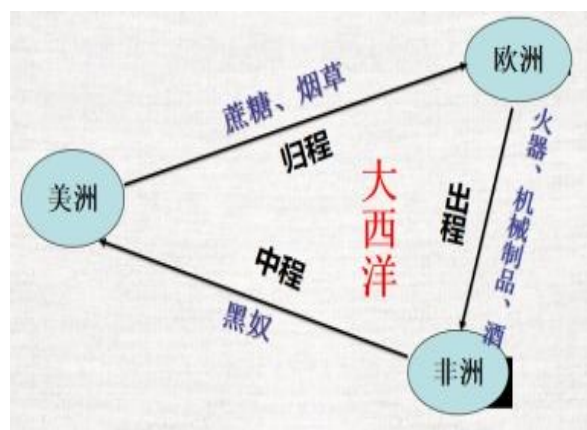 欧洲
蔗糖、烟草
归程
火器、机械制品、酒
出程
大西洋
美洲
中程
黑奴
非洲